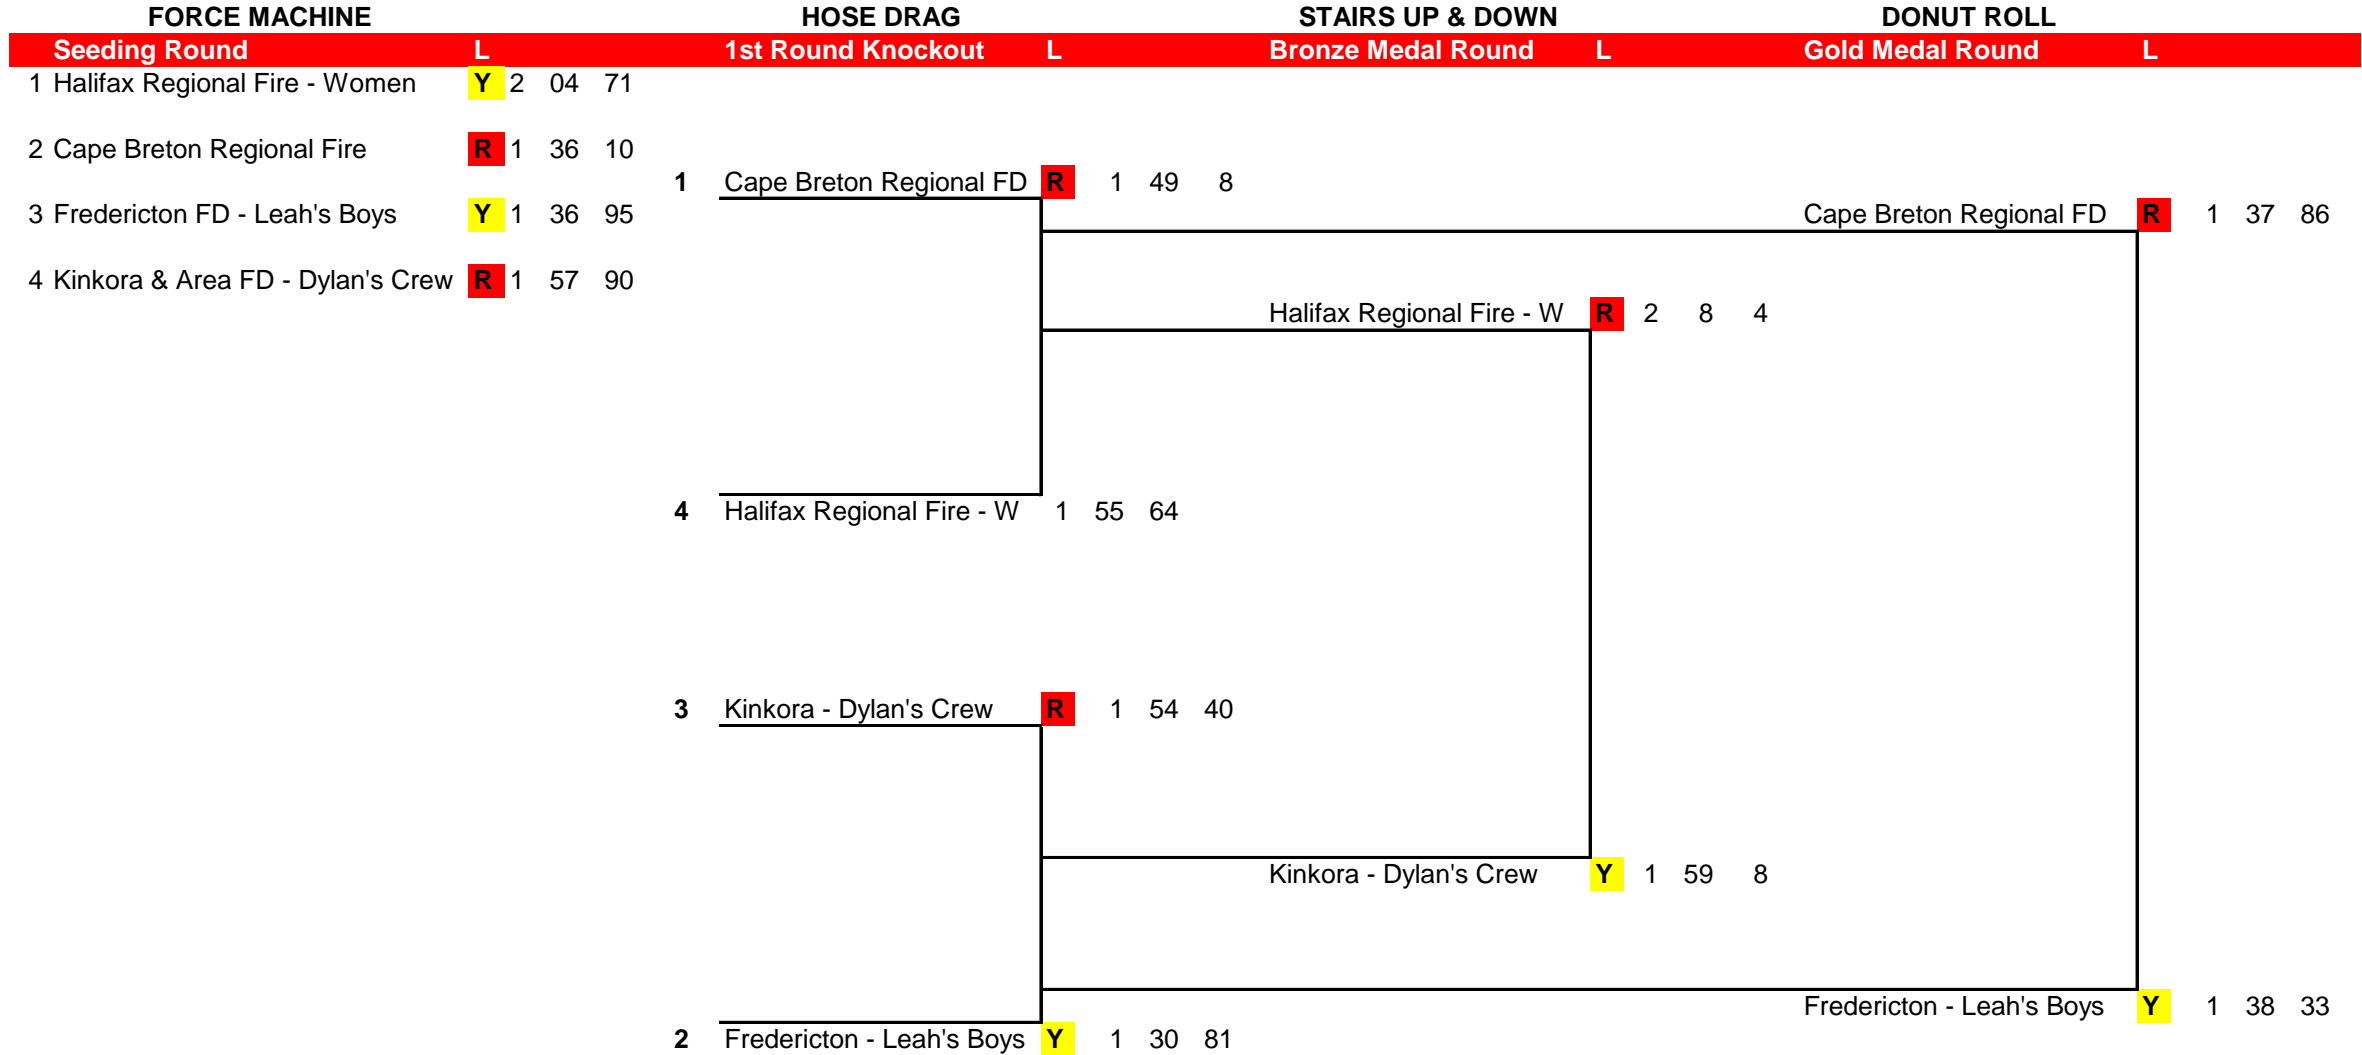 FORCE MACHINE HOSE DRAG STAIRS UP & DOWN DONUT ROLL
Seeding Round L 1st Round Knockout L Bronze Medal Round L Gold Medal Round L
1 Halifax Regional Fire - Women Y 2 04 71
2 Cape Breton Regional Fire R 1 36 10
1 Cape Breton Regional FD R 1 49 8
3 Fredericton FD - Leah's Boys Y 1 36 95 Cape Breton Regional FD R 1 37 86
4 Kinkora & Area FD - Dylan's Crew R 1 57 90
Halifax Regional Fire - W R 2 8 4
4 Halifax Regional Fire - W 1 55 64
3 Kinkora - Dylan's Crew R 1 54 40
Kinkora - Dylan's Crew Y 1 59 8
Fredericton - Leah's Boys Y 1 38 33
2 Fredericton - Leah's Boys Y 1 30 81